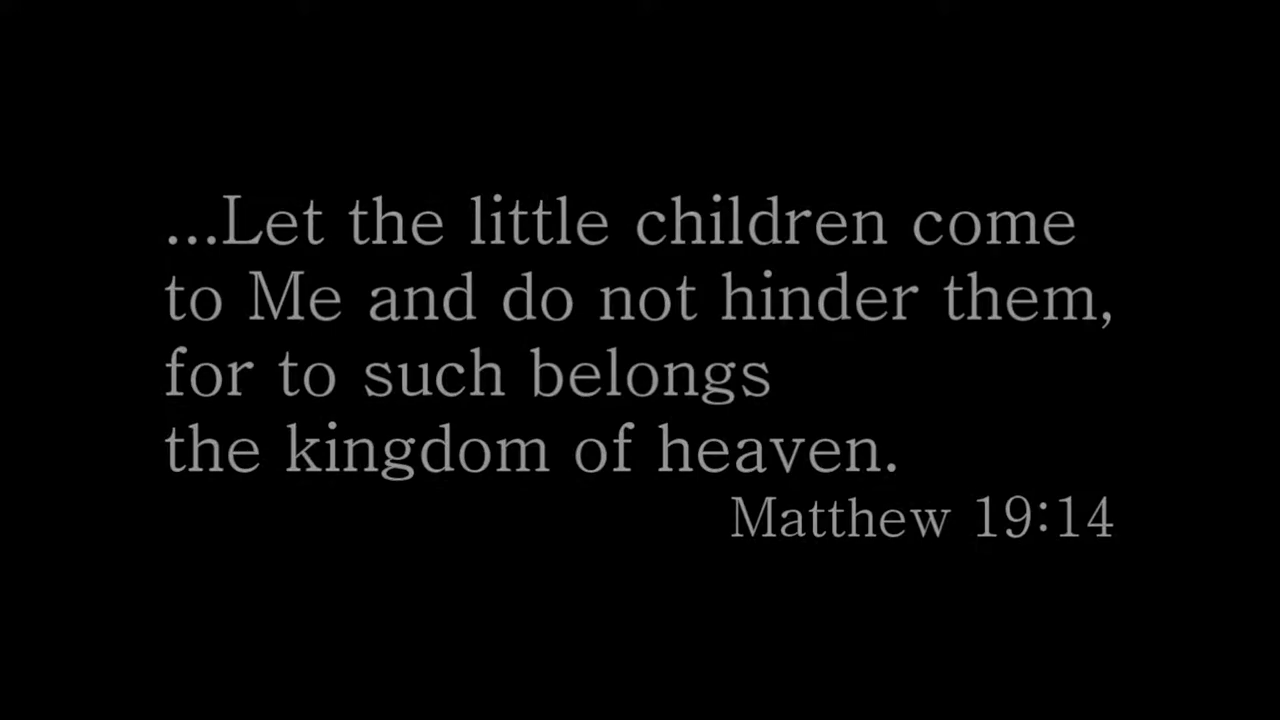 ...Let the little children come
to Me and do not hinder them,
for to such belongs
the kingdom of heaven.
Matthew 19:14